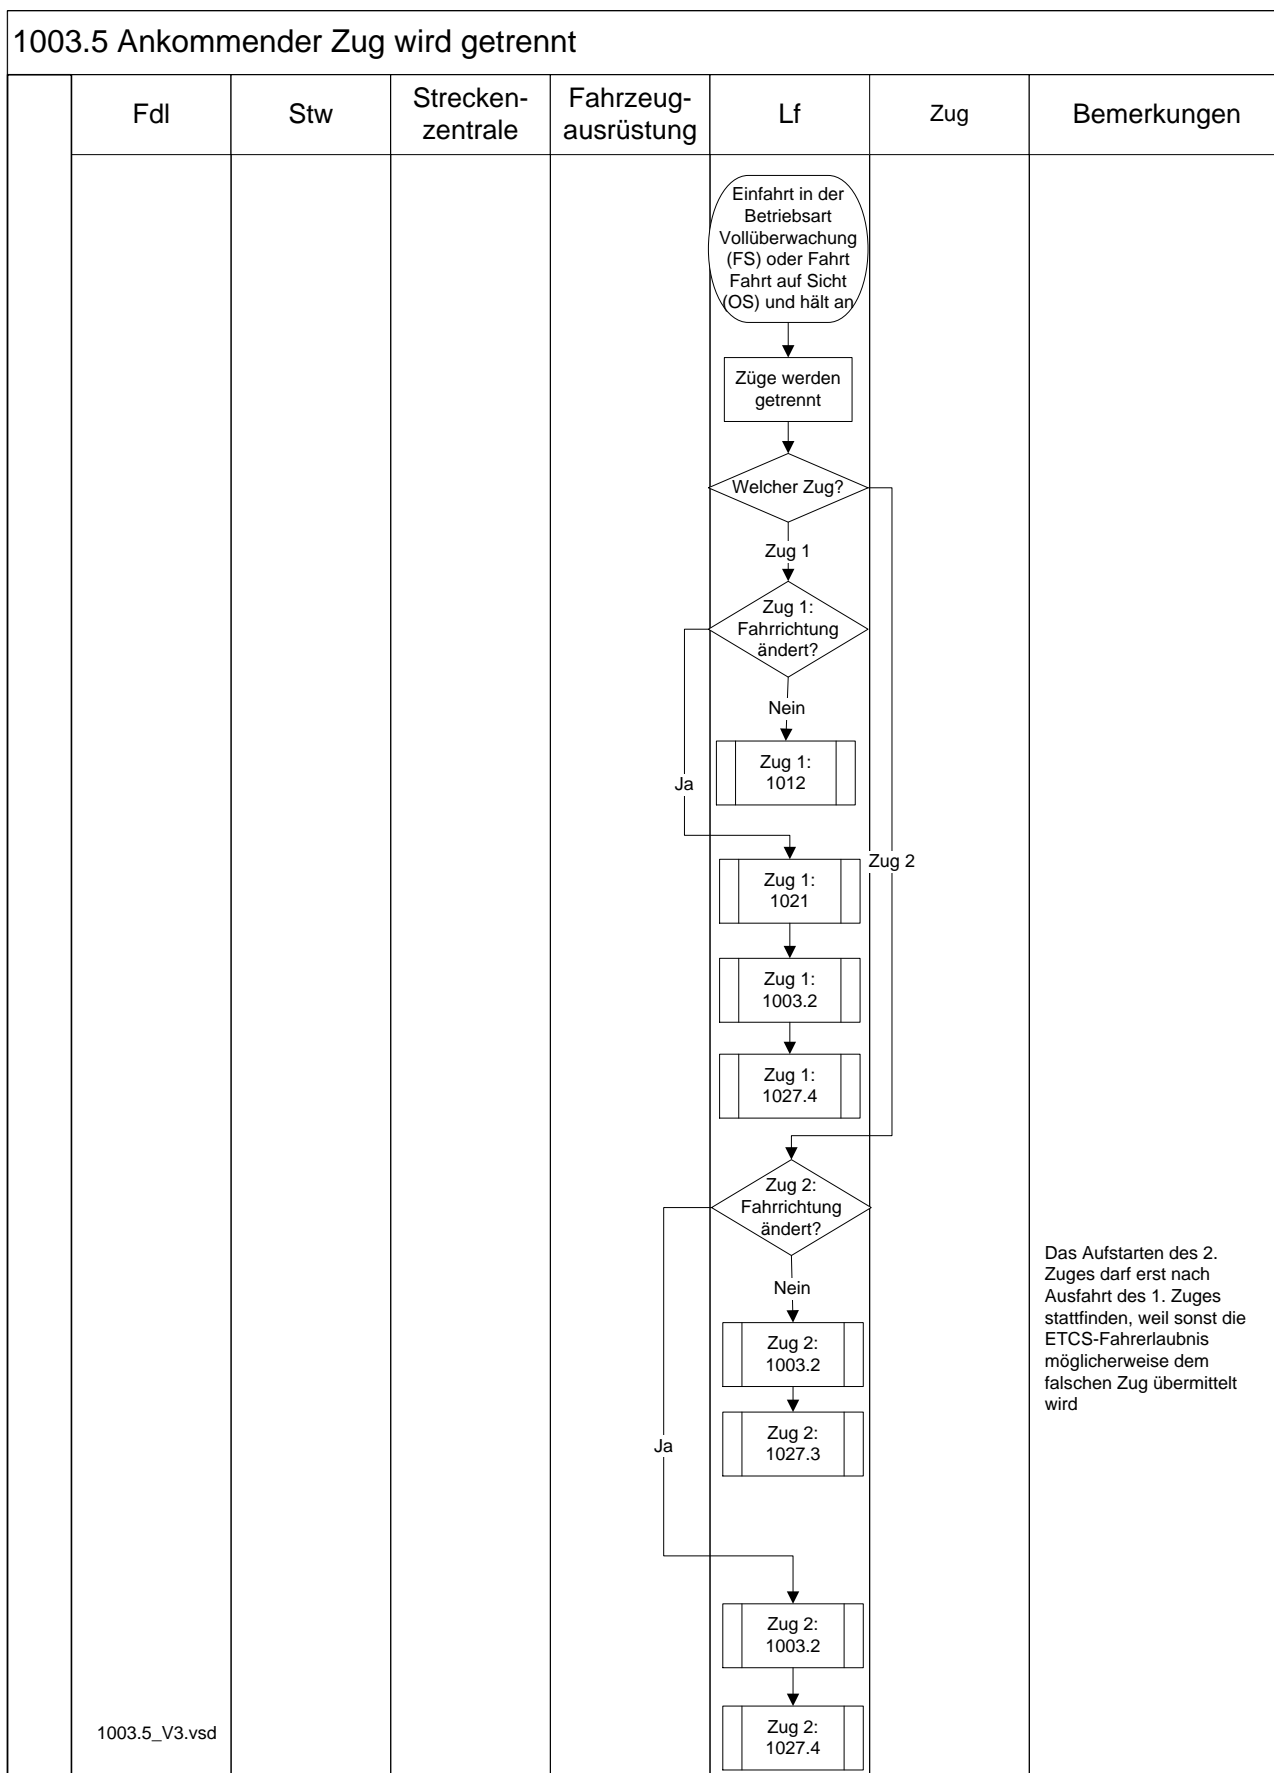 1003.5 Ankommender Zug wird getrennt
Fdl
Stw
Strecken-
zentrale
Fahrzeug-
ausrüstung
Lf
Zug
Bemerkungen
Einfahrt in der
Betriebsart
Vollüberwachung
(FS) oder Fahrt
Fahrt auf Sicht
(OS) und hält an
Züge werden
getrennt
Welcher Zug?
Zug 1
Zug 1:
Fahrrichtung
ändert?
Nein
Zug 1:
1012
Ja
Zug 2
Zug 1:
1021
Zug 1:
1003.2
Zug 1:
1027.4
Zug 2:
Fahrrichtung
ändert?
Nein
Das Aufstarten des 2.
Zuges darf erst nach
Ausfahrt des 1. Zuges
stattfinden, weil sonst die
ETCS-Fahrerlaubnis
möglicherweise dem
falschen Zug übermittelt
wird
Zug 2:
1003.2
Zug 2:
1027.3
Ja
Zug 2:
1003.2
Zug 2:
1027.4
1003.5_V3.vsd